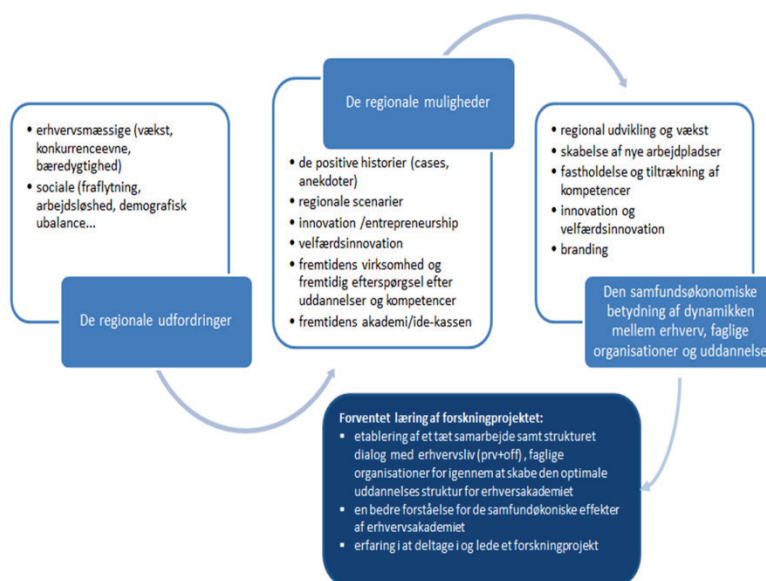 • erhvervsmæssige (vækst,
konkurrenceevne,
bæredygtighed)
• sociale (fraflytning,
arbejdsløshed, demografisk
ubalance...
De regionale udfordringer
De regionale muligheder
• de positive historier (cases,
anekdoter)
• regionale scenarier
• innovation /entrepreneurship
• velfærdsinnovation
• fremtidens virksomhed og
fremtidig efterspørgsel efter
uddannelser og kompetencer
• fremtidens akademi/ide-kassen
• regional udvikling og vækst
• skabelse af nye arbejdpladser
• fastholdelse og tiltrækning af
kompetencer
• innovation og
velfærdsinnovation
• branding
Den samfundsøkonomiske
betydning af dynamikken
mellem erhverv, faglige
organisationer og uddannelse
Forventet læring af forskningprojektet:
▪ etablering af et tæt samarbejde samt strukturet
dialog med erhvervsliv (prv+off) , faglige
organisationer for igennem at skabe den optimale
uddannelses struktur for erhversakademiet
▪ en bedre forståelse for de samfundøkoniske effekter
af erhvervsakademiet
▪ erfaring i at deltage i og lede et forskningprojekt